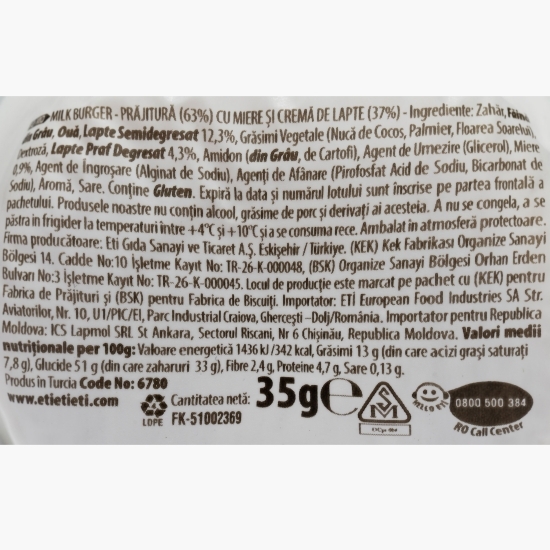 MILK BURGER - PRĂJITURĂ (63%) CU MIERE ȘI CREMĂ DE LAPTE (37%) - Ingrediente: Zahăr, Făină
din Grâu, Ouă, Lapte Semidegresat 12,3%, Grăsimi Vegetale (Nucă de Cocos, Palmier, Floarea Soarelui),
Dextroză, Lapte Praf Degresat 4,3%, Amidon (din Grâu, de Cartofi), Agent de Umezire (Glicerol), Miere
0,9%, Agent de Îngroșare (Alginat de Sodiu), Agenți de Afânare (Pirofosfat Acid de Sodiu, Bicarbonat de
Sodiu), Aromă, Sare. Conține Gluten. Expiră la data și numărul lotului sunt înscrise pe partea frontală a
pachetului. Produsele noastre nu conțin alcool, grăsime de porc și derivați ai acesteia. A nu se congela, a se
păstra in frigider la temperaturi între +4°C și +10°C și a se consuma rece. Ambalat in atmosferă protectoare.
Firma producătoare: Eti Gıda Sanayi ve Ticaret A.Ş. Eskişehir / Türkiye. (KEK) Kek Fabrikası Organize Sanayi
Bölgesi 14. Cadde No:10 İşletme Kayıt No: TR-26-K-000048, (BSK) Organize Sanayi Bölgesi Orhan Erden
Bulvarı No:3 İşletme Kayıt No: TR-26-K-000045. Locul de producție este marcat pe pachet cu (KEK) pentru
Fabrica de Prăjituri și (BSK) pentru Fabrica de Biscuiți. Importator: ETİ European Food Industries SA Str.
Aviatorilor, Nr. 10, U1/PIC/EI, Parc Industrial Craiova, Ghercești–Dolj/România. Importator pentru Republica
Moldova: ICS Lapmol SRL St Ankara, Sectorul Riscani, Nr 6 Chișinău, Republica Moldova. Valori medii
nutriționale per 100g: Valoare energetică 1436 kJ/342 kcal, Grăsimi 13 g (din care acizi grași saturați
7,8 g), Glucide 51 g (din care zaharuri 33 g), Fibre 2,4 g, Proteine 4,7 g, Sare 0,13 g.
Produs in Turcia Code No: 6780
www.etietieti.com
LDPE
Cantitatea netă: 35g e
FK-51002369
SM
MUTLU ETİ
0800 500 384
RO Call Center